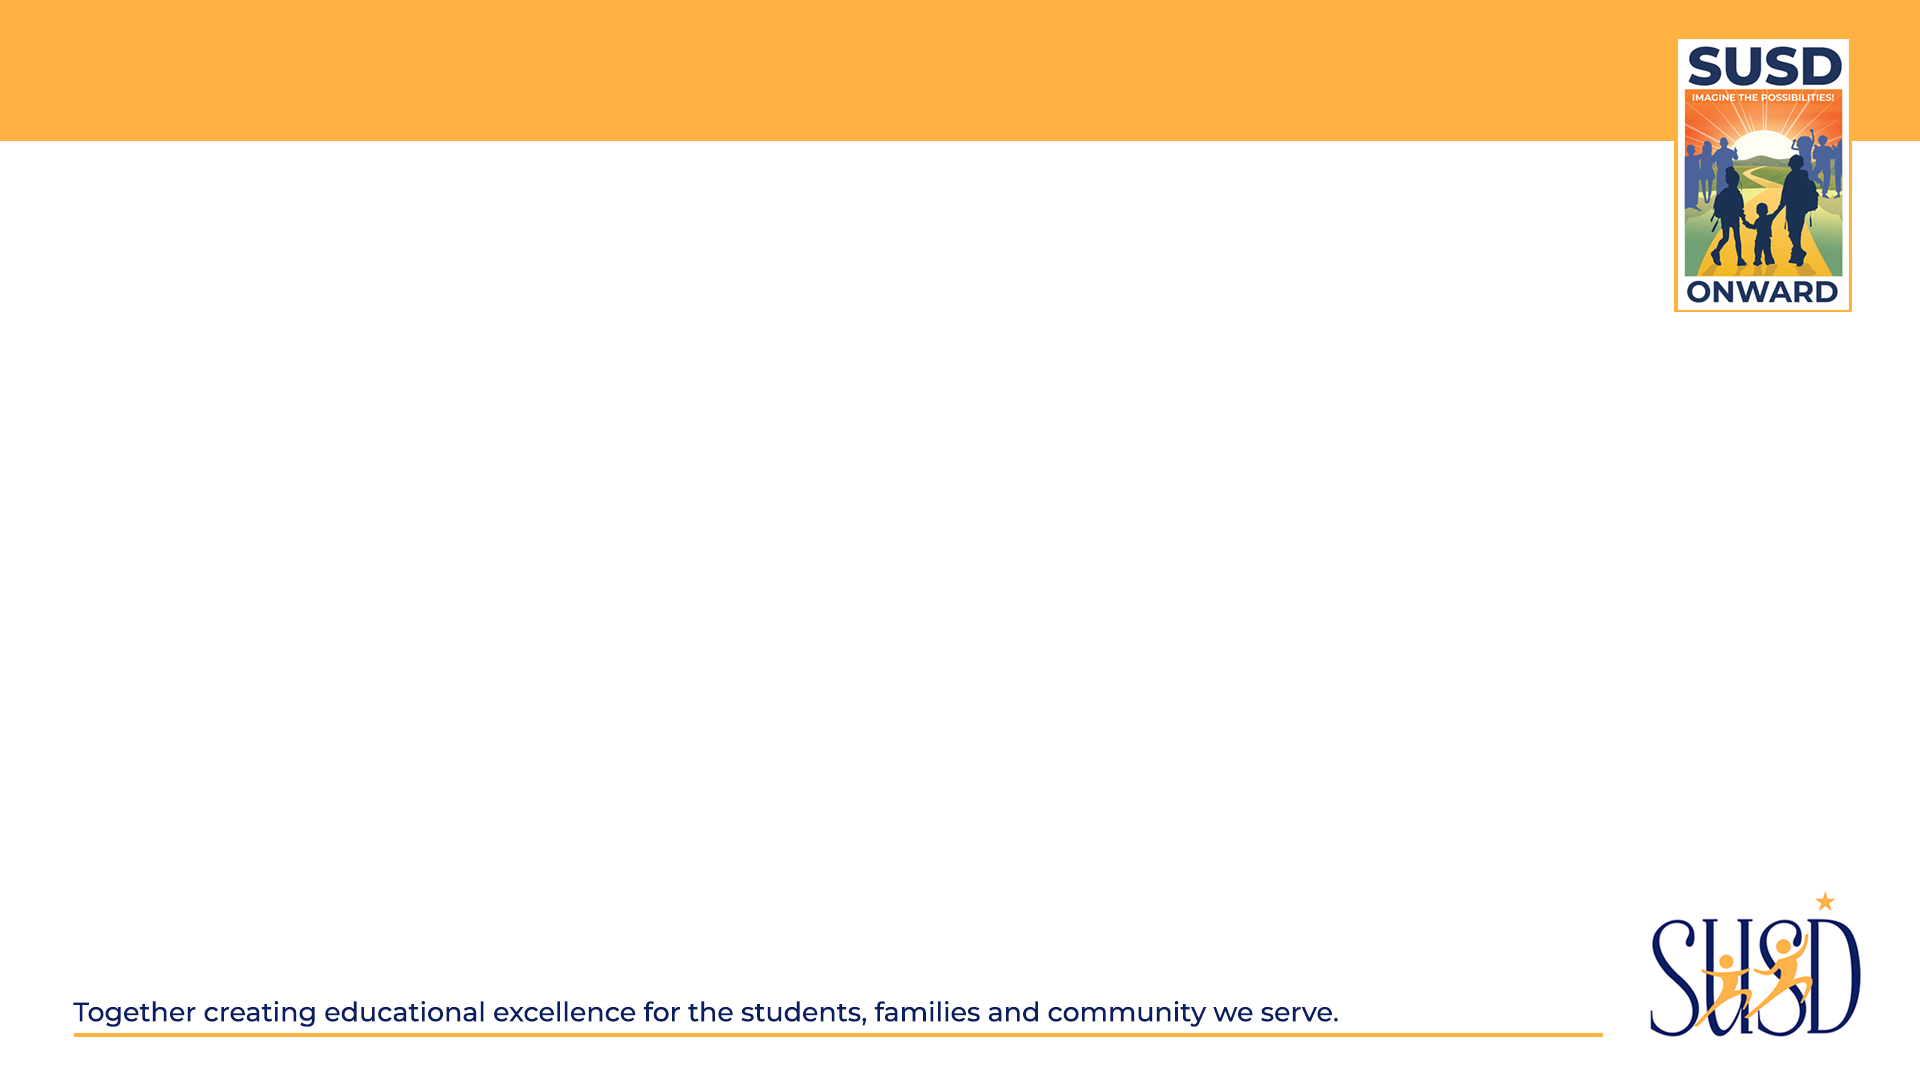 SUSD
IMAGINE THE POSSIBILITIES!
ONWARD
Together creating educational excellence for the students, families and community we serve.
SUSD